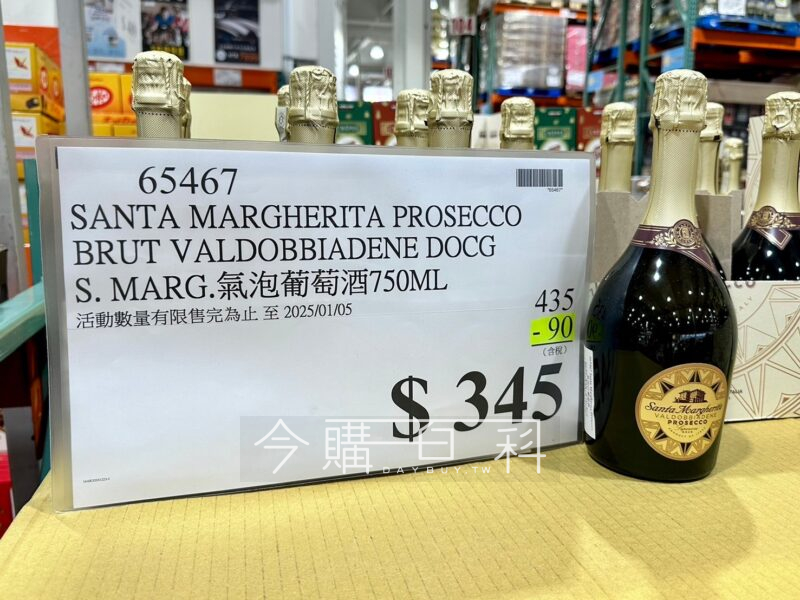 65467
"65467"
SANTA MARGHERITA PROSECCO
BRUT VALDOBBIADENE DOCG
S. MARG.氣泡葡萄酒750ML
活動數量有限售完為止 至 2025/01/05
435
- 90
(含稅)
$ 345
今購百科
DAYBUY.TW
Santa Margherita
VALDOBBIADENE
PROSECCO